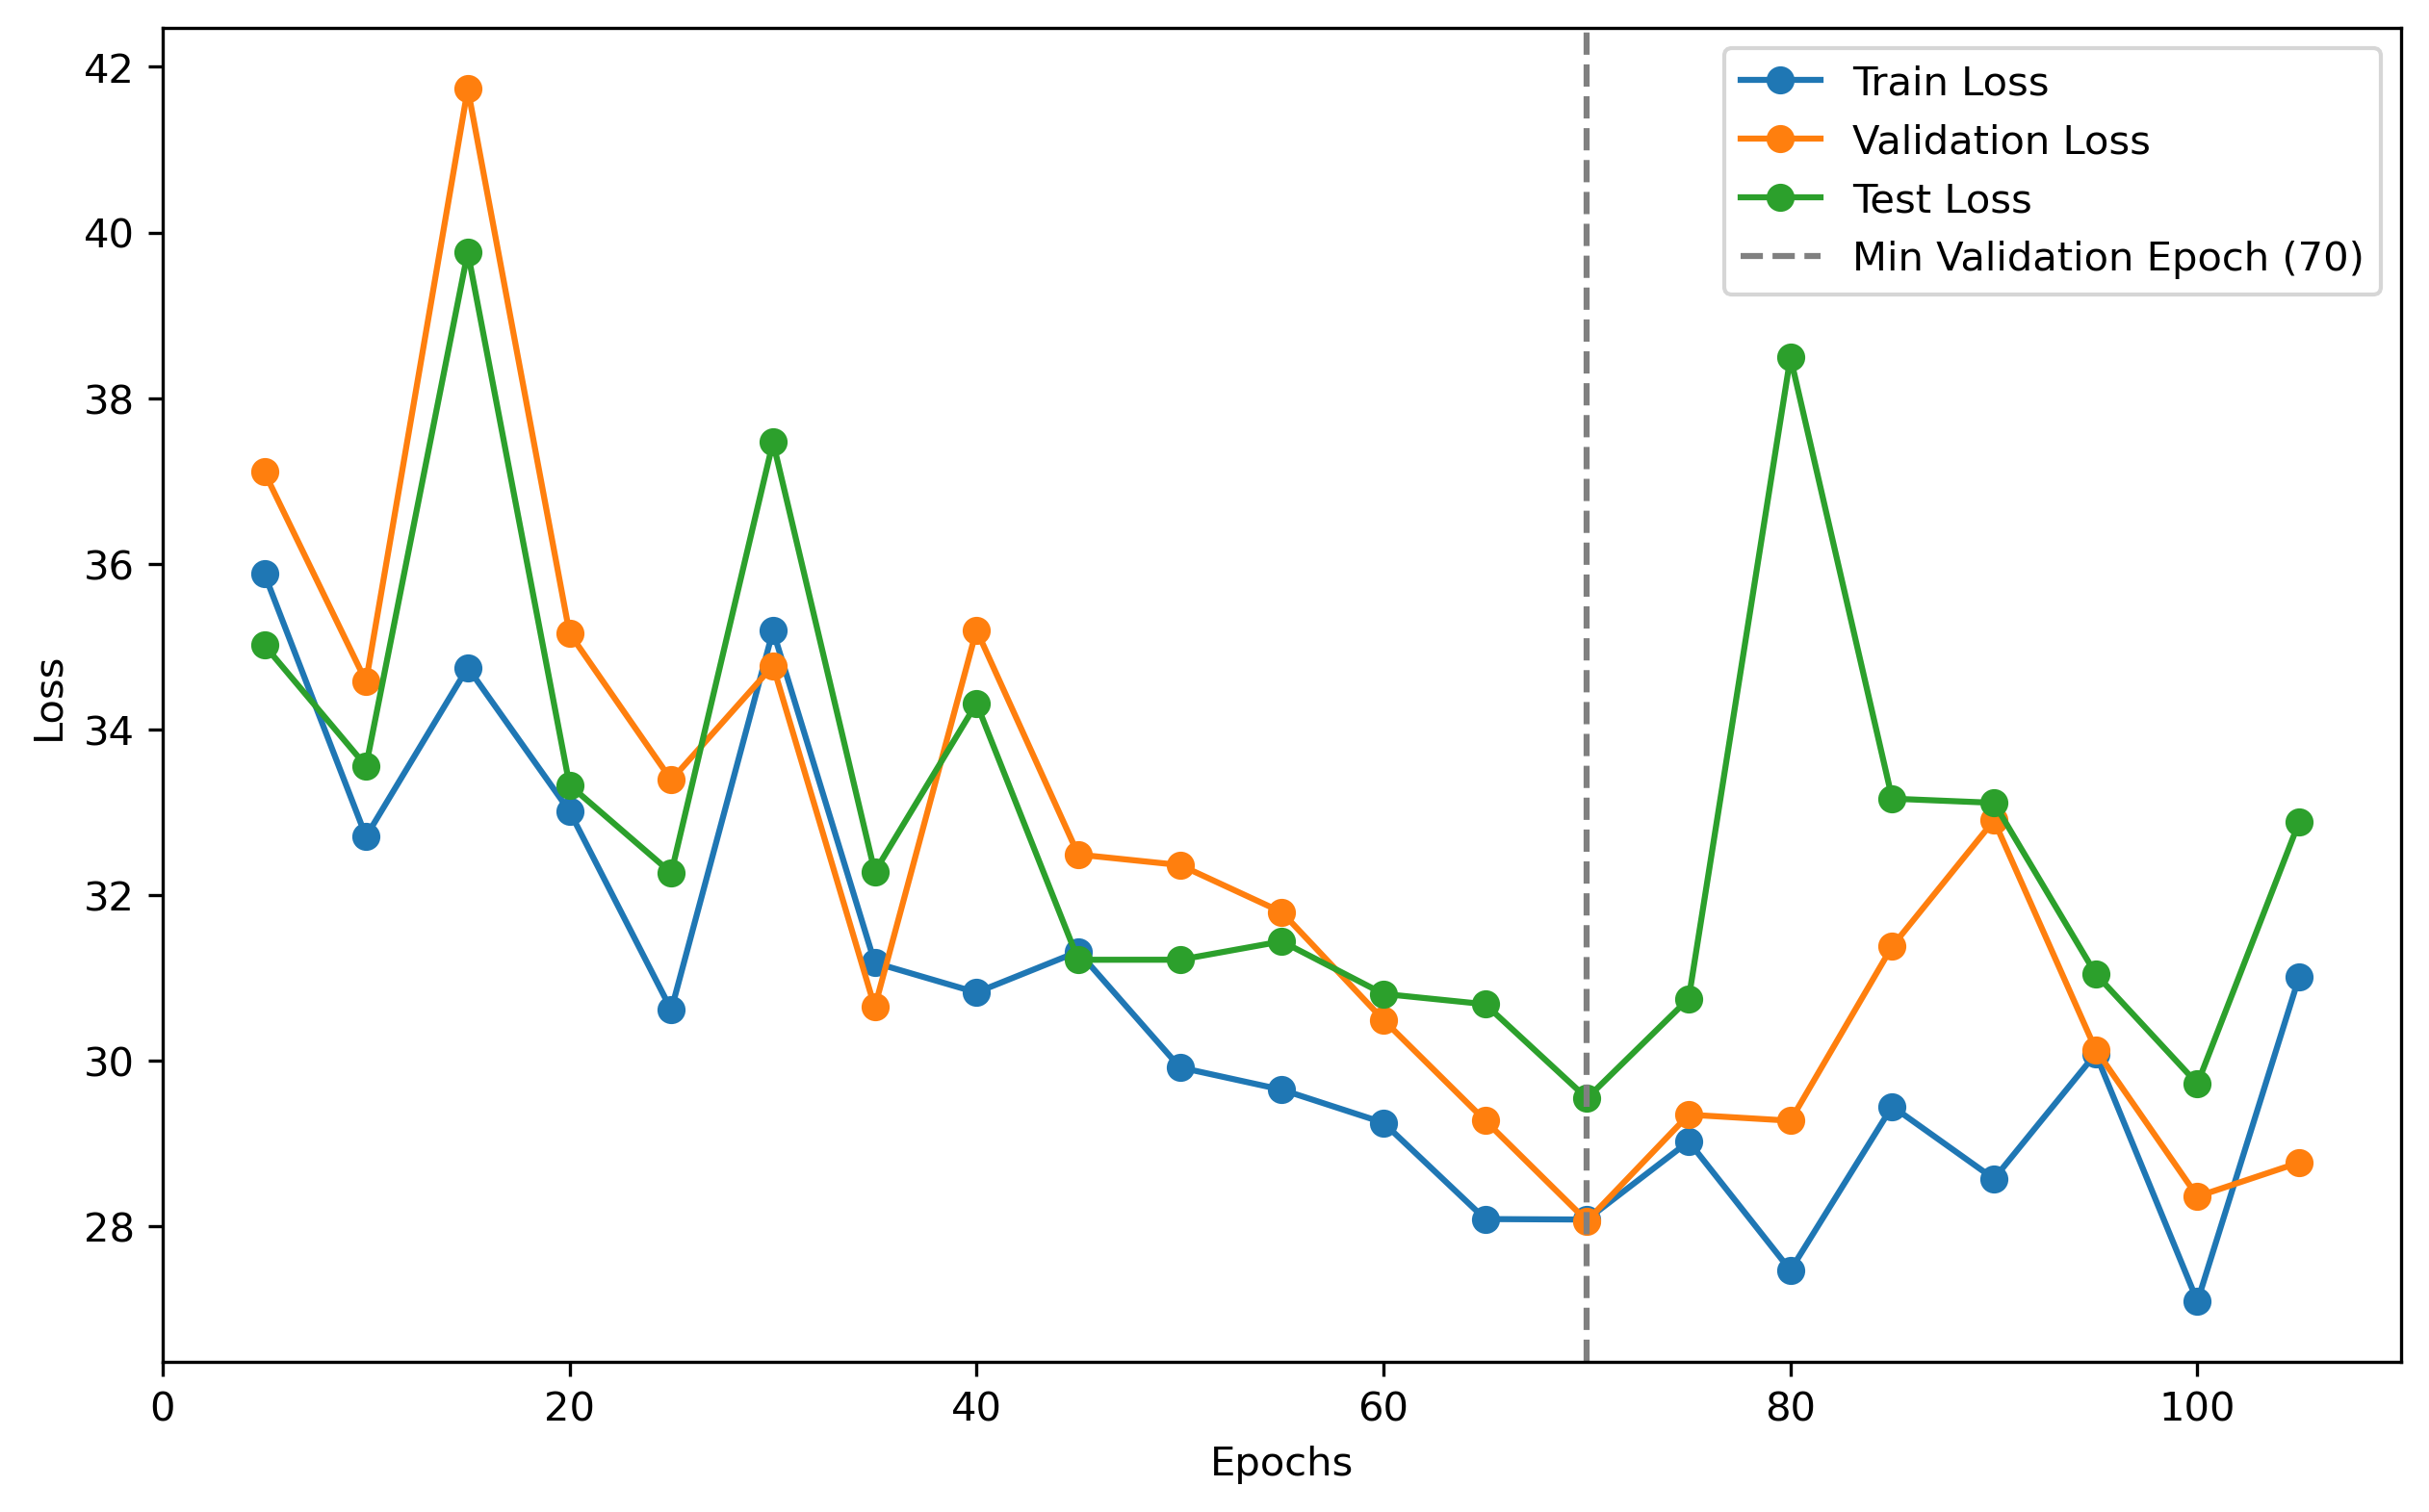 42
40
38
36
34
32
30
28
Loss
0 20 40 60 80 100
Epochs
Train Loss
Validation Loss
Test Loss
Min Validation Epoch (70)